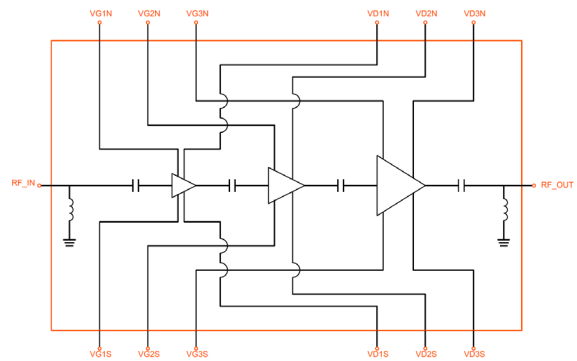 VG1N VG2N VG3N VD1N VD2N VD3N
RF_IN RF_OUT
VG1S VG2S VG3S VD1S VD2S VD3S